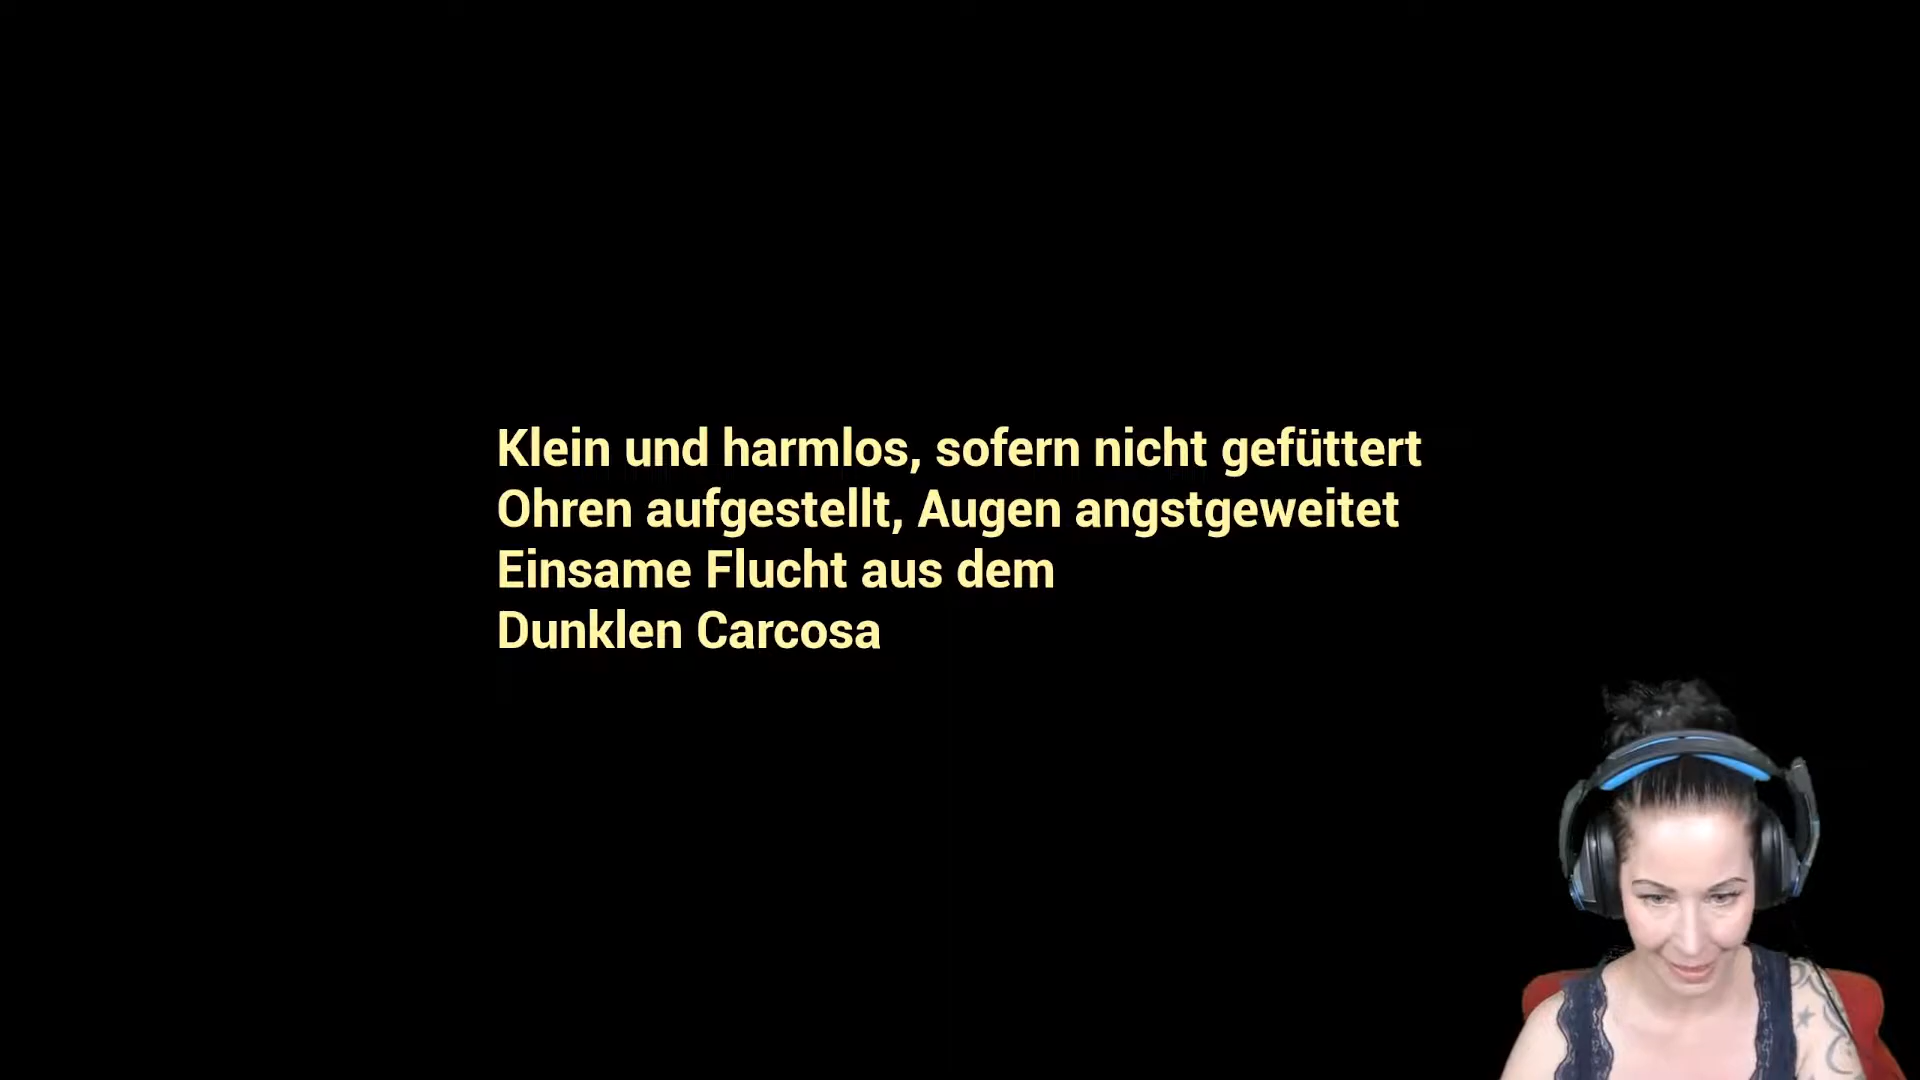 Klein und harmlos, sofern nicht gefüttert
Ohren aufgestellt, Augen angstgeweitet
Einsame Flucht aus dem
Dunklen Carcosa